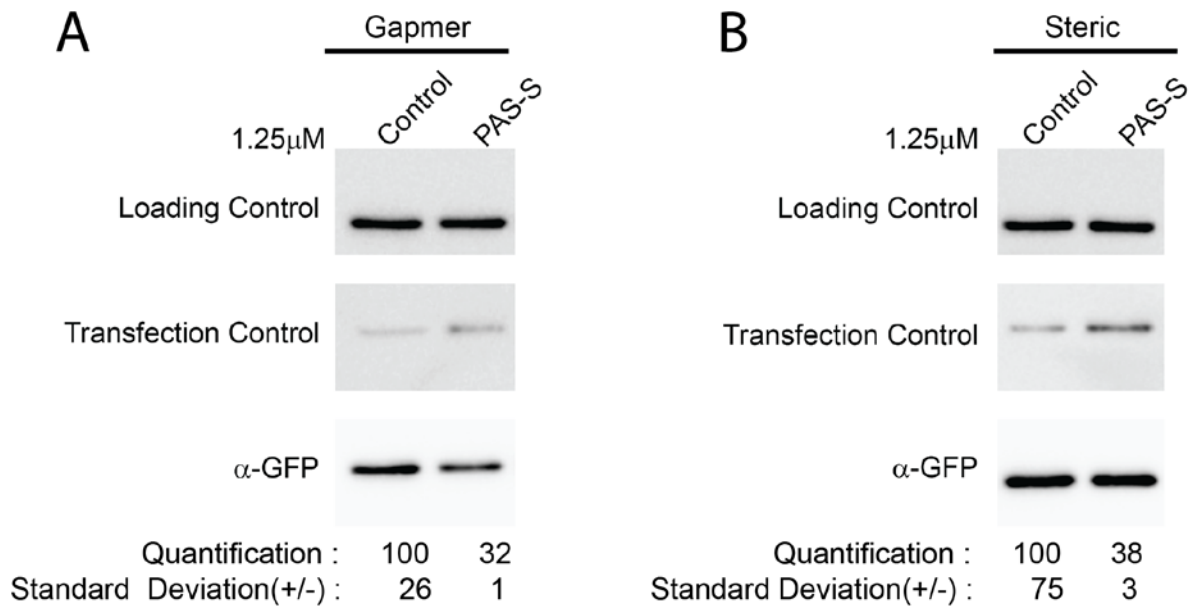 A
Gapmer
Control PAS-S
1.25μM
Loading Control
Transfection Control
α-GFP
Quantification : 100 32
Standard Deviation(+/-) : 26 1
B
Steric
Control PAS-S
1.25μM
Loading Control
Transfection Control
α-GFP
Quantification : 100 38
Standard Deviation(+/-) : 75 3